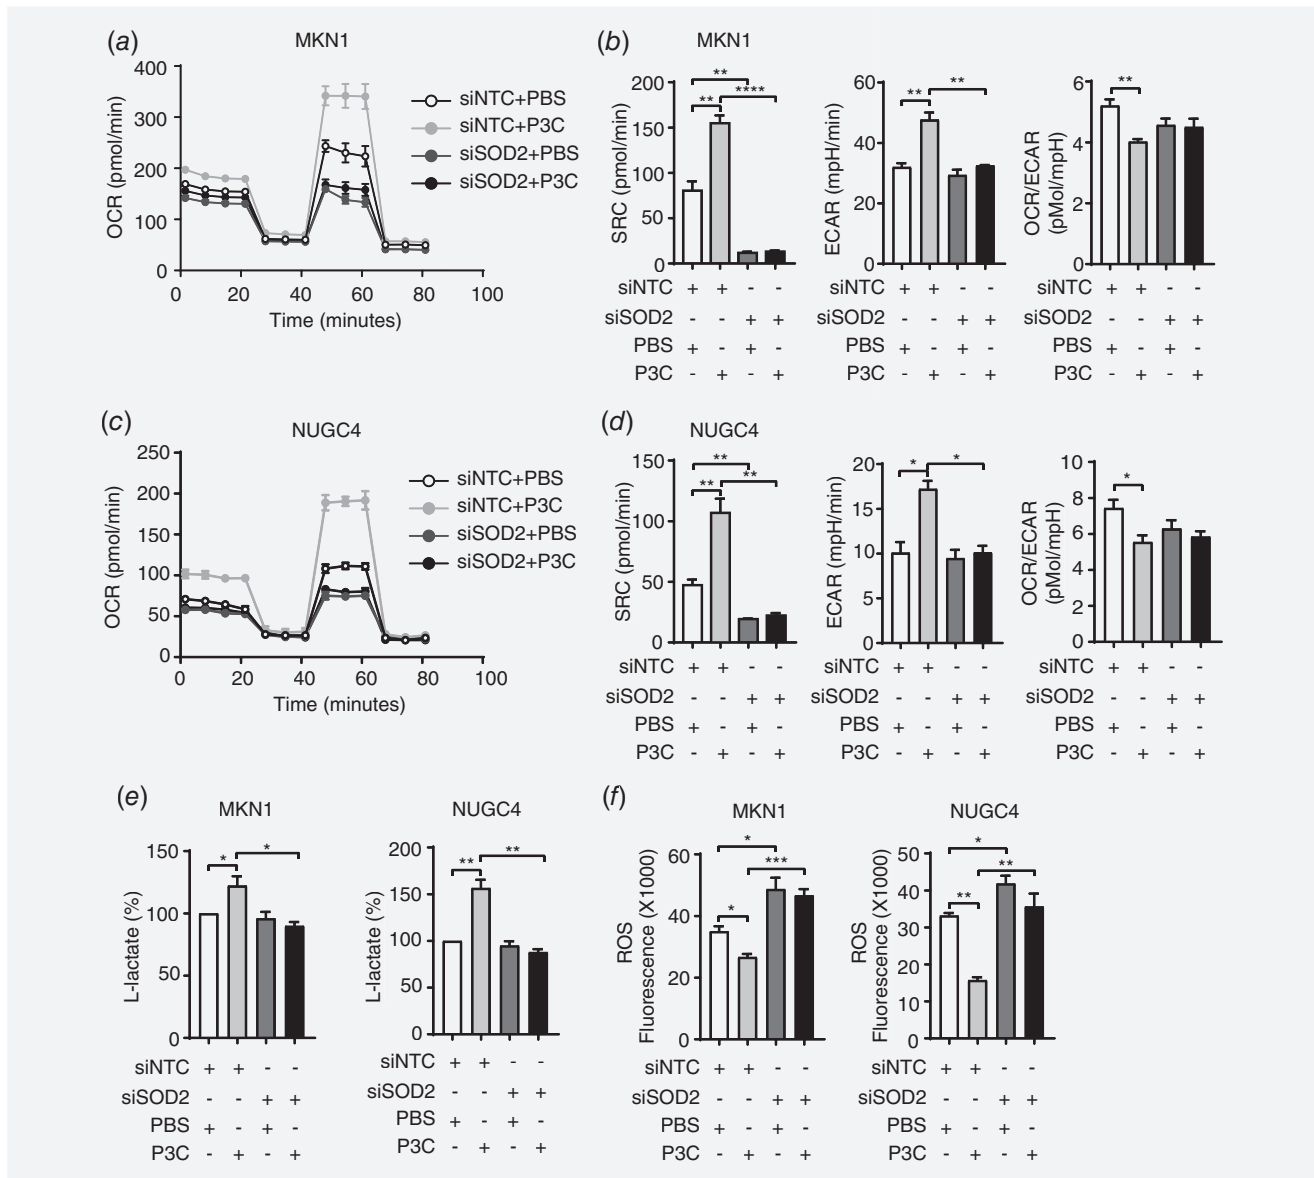 (a)
MKN1
OCR (pmol/min)
400
300
200
100
0
0 20 40 60 80 100
Time (minutes)
siNTC+PBS
siNTC+P3C
siSOD2+PBS
siSOD2+P3C
(b)
MKN1
SRC (pmol/min)
200
150
100
50
0
**
** ****
siNTC + + - -
siSOD2 - - + +
PBS + - + -
P3C - + - +
ECAR (mpH/min)
60
40
20
0
** **
siNTC + + - -
siSOD2 - - + +
PBS + - + -
P3C - + - +
OCR/ECAR
(pMol/mpH)
6
4
2
0
**
siNTC + + - -
siSOD2 - - + +
PBS + - + -
P3C - + - +
(c)
NUGC4
OCR (pmol/min)
250
200
150
100
50
0
0 20 40 60 80 100
Time (minutes)
siNTC+PBS
siNTC+P3C
siSOD2+PBS
siSOD2+P3C
(d)
NUGC4
SRC (pmol/min)
150
100
50
0
**
** **
siNTC + + - -
siSOD2 - - + +
PBS + - + -
P3C - + - +
ECAR (mpH/min)
20
15
10
5
0
* *
siNTC + + - -
siSOD2 - - + +
PBS + - + -
P3C - + - +
OCR/ECAR
(pMol/mpH)
10
8
6
4
2
0
*
siNTC + + - -
siSOD2 - - + +
PBS + - + -
P3C - + - +
(e)
MKN1
L-lactate (%)
150
100
50
0
* *
siNTC + + - -
siSOD2 - - + +
PBS + - + -
P3C - + - +
NUGC4
L-lactate (%)
200
150
100
50
0
** **
siNTC + + - -
siSOD2 - - + +
PBS + - + -
P3C - + - +
(f)
MKN1
ROS
Fluorescence (X1000)
60
40
20
0
*
***
*
siNTC + + - -
siSOD2 - - + +
PBS + - + -
P3C - + - +
NUGC4
ROS
Fluorescence (X1000)
50
40
30
20
10
0
*
**
**
siNTC + + - -
siSOD2 - - + +
PBS + - + -
P3C - + - +